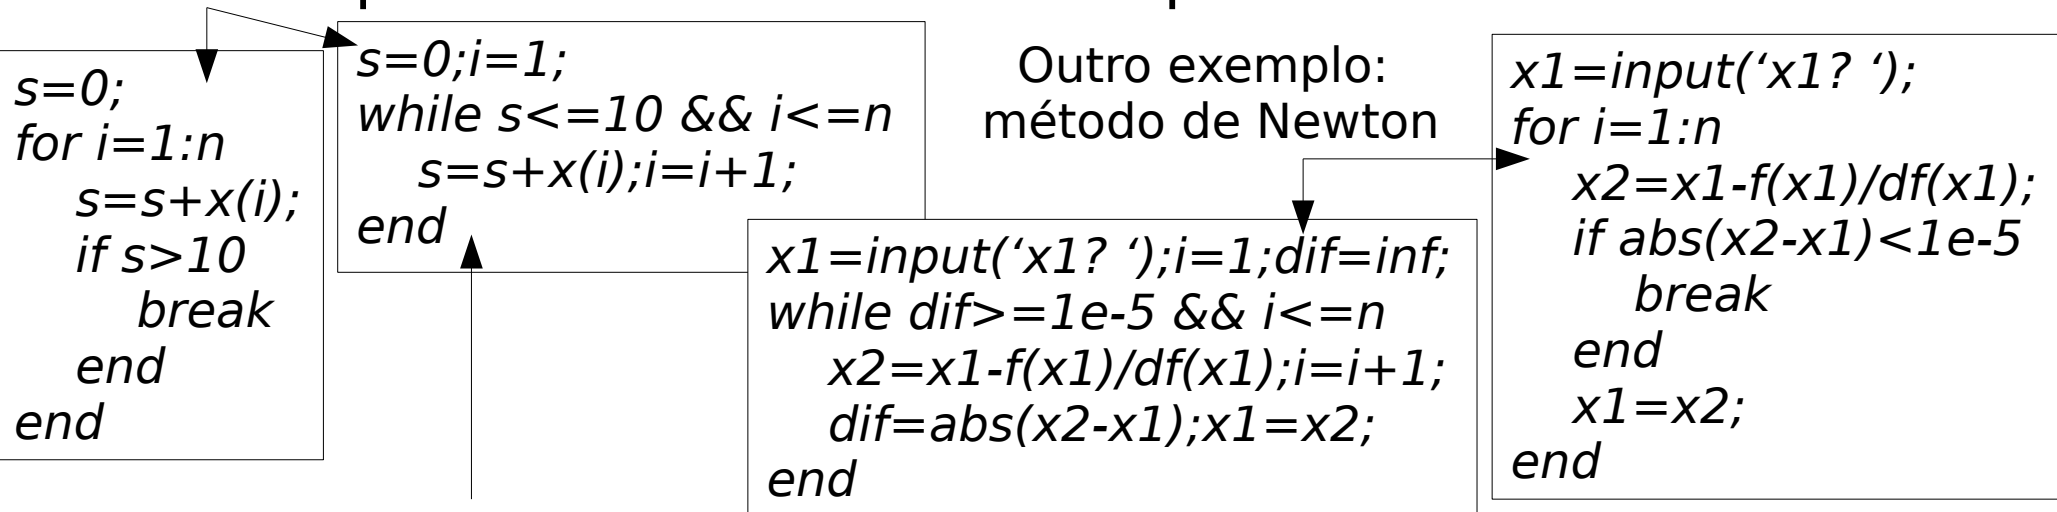 s=0;
for i=1:n
s=s+x(i);
if s>10
break
end
end
s=0;i=1;
while s<=10 && i<=n
s=s+x(i);i=i+1;
end
Outro exemplo:
método de Newton
x1=input(‘x1? ‘);i=1;dif=inf;
while dif>=1e-5 && i<=n
x2=x1-f(x1)/df(x1);i=i+1;
dif=abs(x2-x1);x1=x2;
end
x1=input(‘x1? ‘);
for i=1:n
x2=x1-f(x1)/df(x1);
if abs(x2-x1)<1e-5
break
end
x1=x2;
end